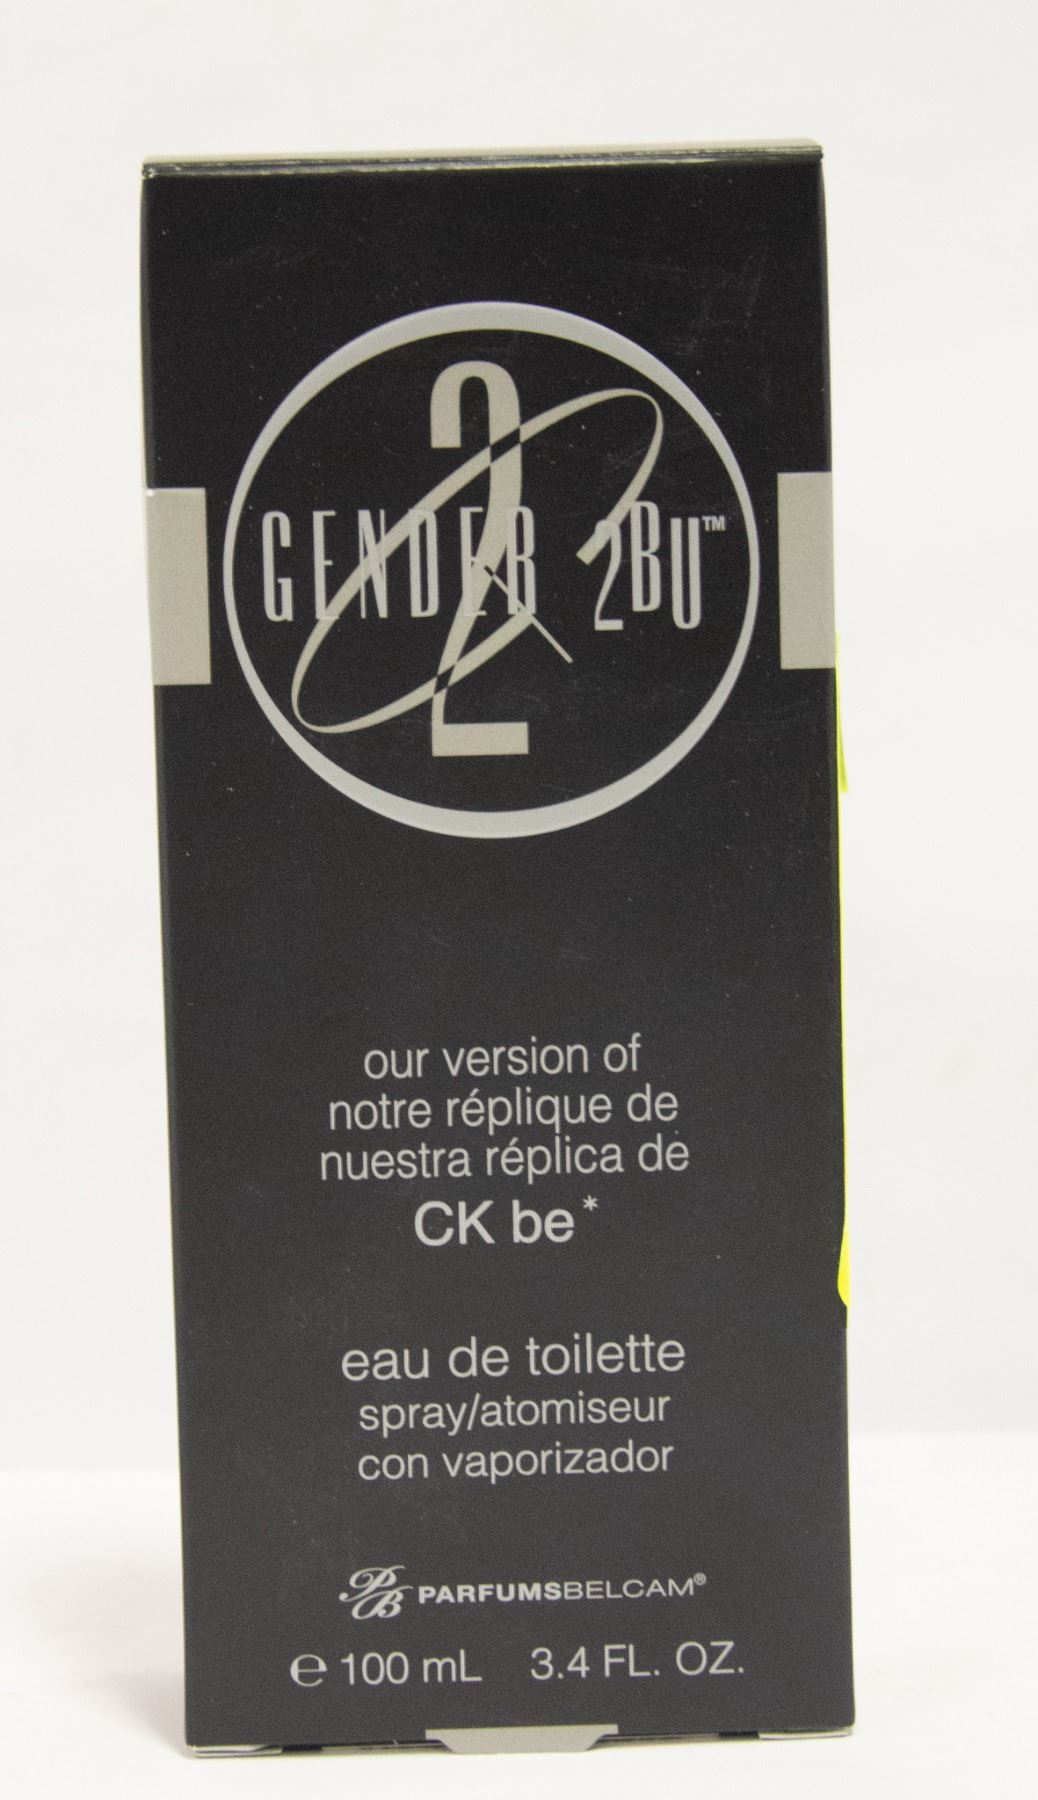 2
GENDER 2BU™
our version of
notre réplique de
nuestra réplica de
CK be*
eau de toilette
spray/atomiseur
con vaporizador
PB PARFUMSBELCAM®
℮ 100 mL 3.4 FL. OZ.